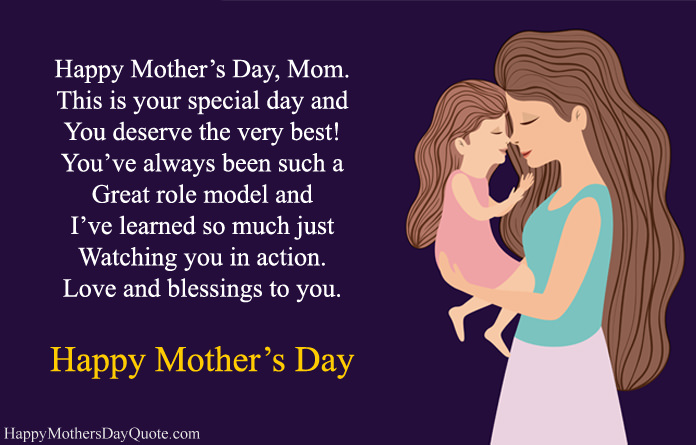 Happy Mother’s Day, Mom.
This is your special day and
You deserve the very best!
You’ve always been such a
Great role model and
I’ve learned so much just
Watching you in action.
Love and blessings to you.
Happy Mother’s Day
HappyMothersDayQuote.com